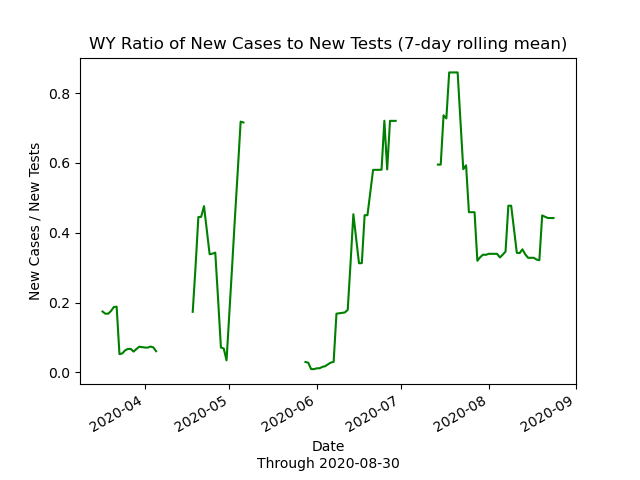 WY Ratio of New Cases to New Tests (7-day rolling mean)
New Cases / New Tests
0.8
0.6
0.4
0.2
0.0
2020-04
2020-05
2020-06
2020-07
2020-08
2020-09
Date
Through 2020-08-30